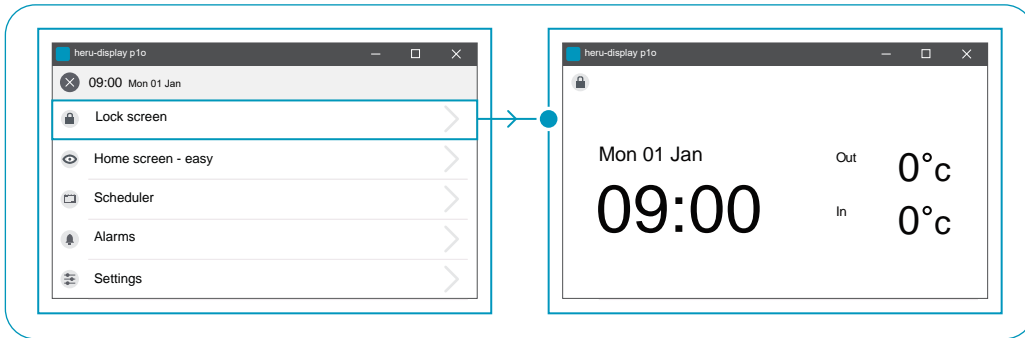 heru-display p1o
09:00 Mon 01 Jan
Lock screen
Home screen - easy
Scheduler
Alarms
Settings
heru-display p1o
Mon 01 Jan
09:00
Out 0°c
In 0°c